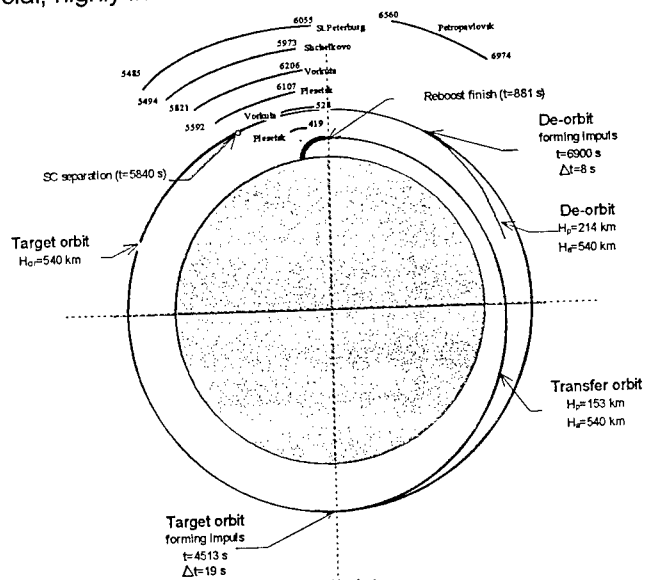 6055 St.Peterburg
6560 Petropavlovsk
5973 Shchelkovo
6974
5485
6206 Vorkuta
5494
6107 Plesetsk
5821
5592
Vorkuta 528
Plesetsk 419
Reboost finish (t=881 s)
De-orbit
forming Impuls
t=6900 s
Δt=8 s
SC separation (t=5840 s)
De-orbit
Hp=214 km
Ha=540 km
Target orbit
Hcir=540 km
Transfer orbit
Hp=153 km
Ha=540 km
Target orbit
forming Impuls
t=4513 s
Δt=19 s